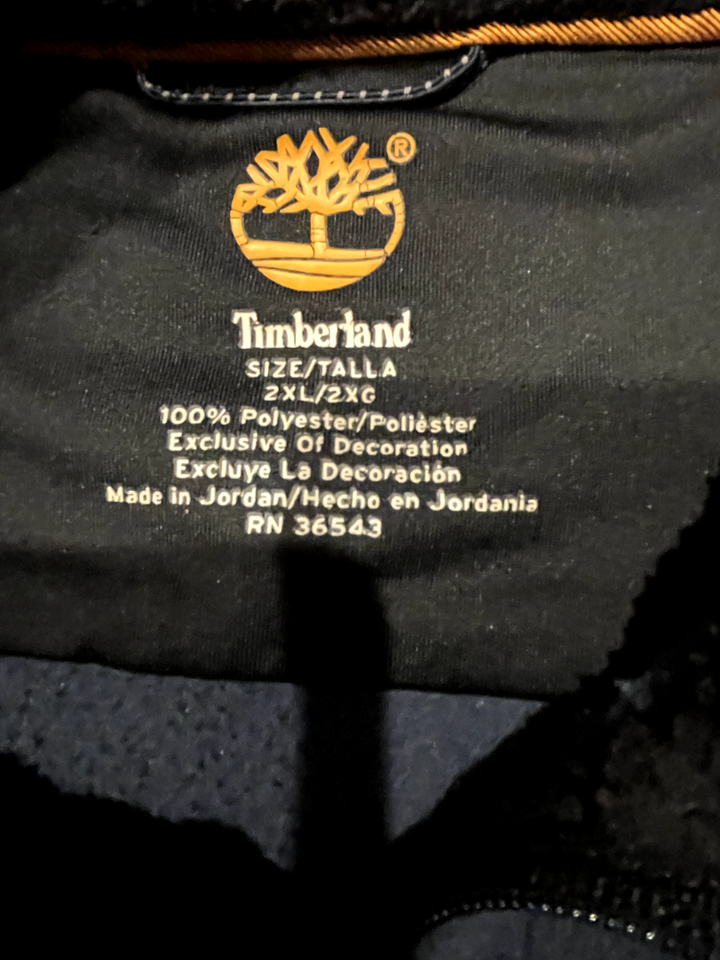 ®
Timberland
SIZE/TALLA
2XL/2XG
100% Polyester/Poliéster
Exclusive Of Decoration
Excluye La Decoración
Made in Jordan/Hecho en Jordania
RN 36543